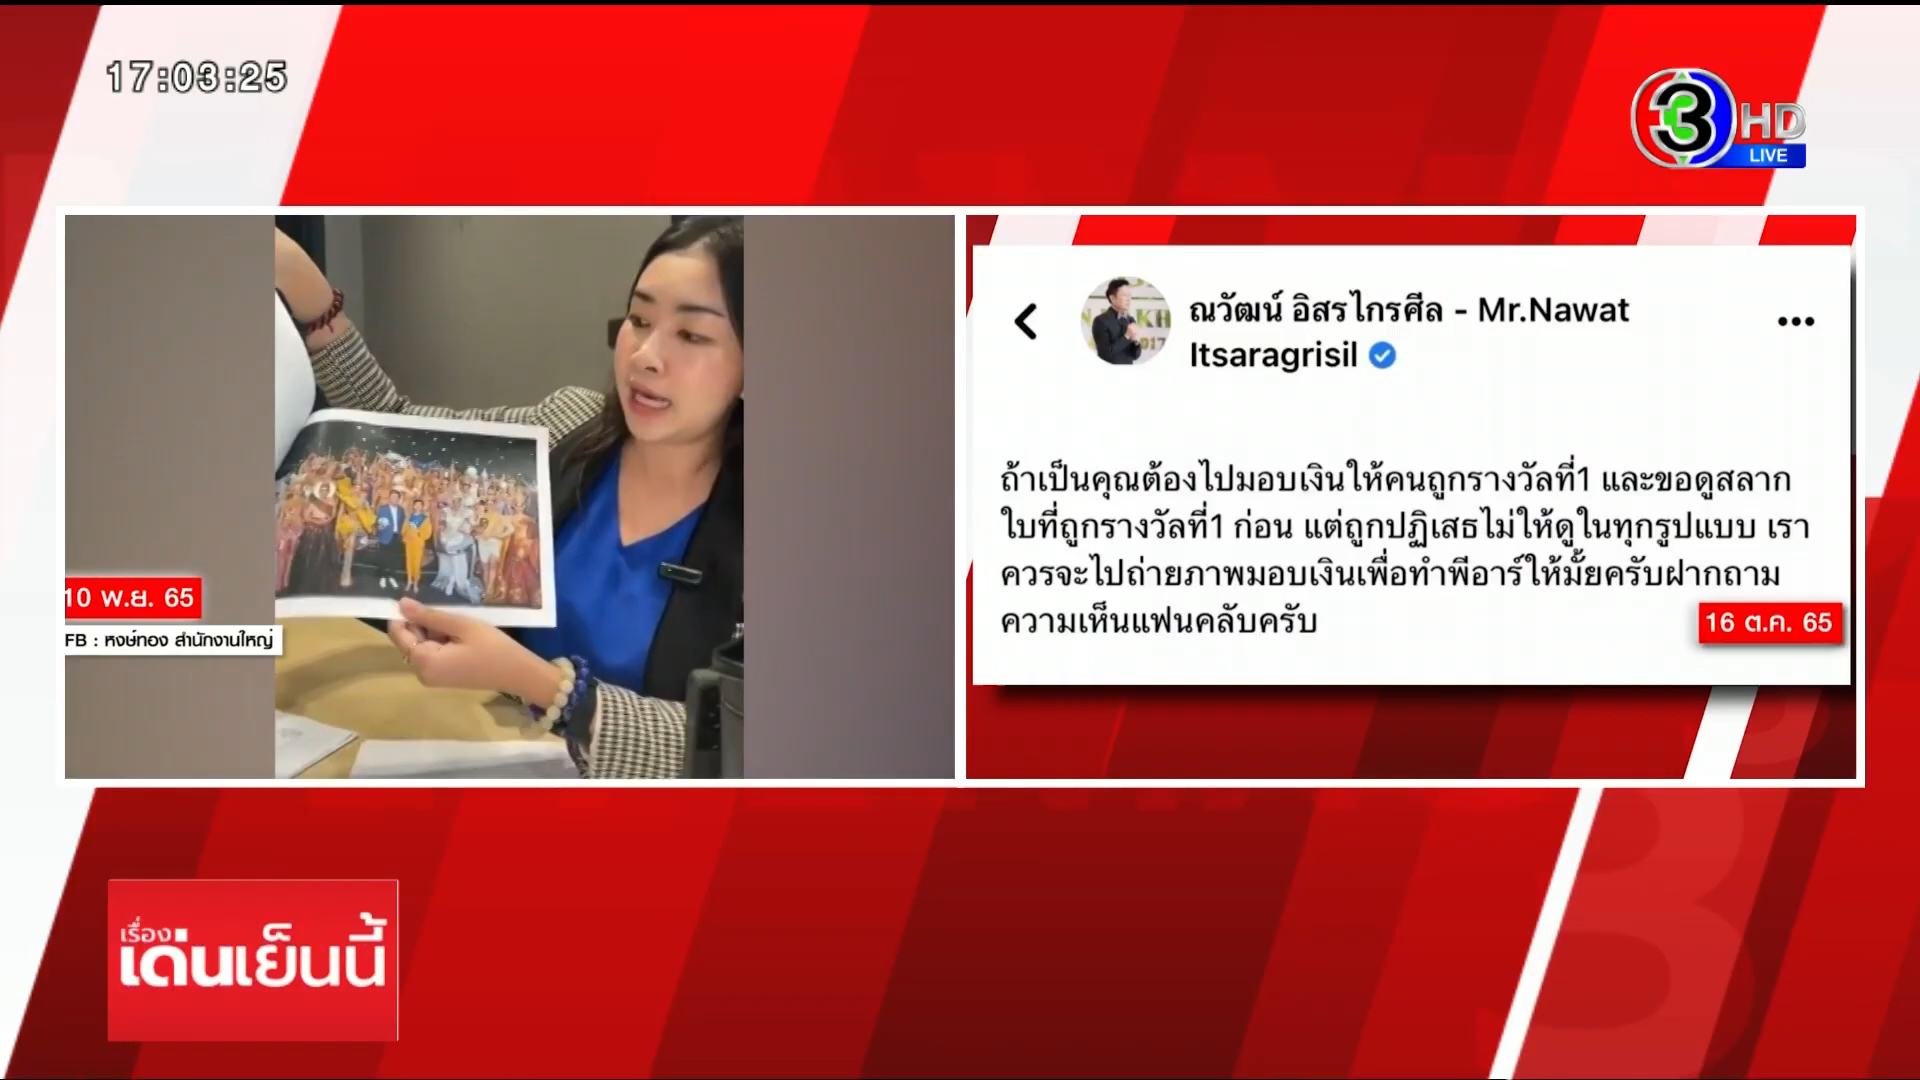 17:03:25
3 HD
LIVE
ณวัฒน์ อิสรไกรศีล - Mr.Nawat
Itsaragrisil
ถ้าเป็นคุณต้องไปมอบเงินให้คนถูกรางวัลที่1 และขอดูสลาก
ใบที่ถูกรางวัลที่1 ก่อน แต่ถูกปฏิเสธไม่ให้ดูในทุกรูปแบบ เรา
ควรจะไปถ่ายภาพมอบเงินเพื่อทำพีอาร์ให้มั้ยครับฝากถาม
ความเห็นแฟนคลับครับ
16 ต.ค. 65
10 พ.ย. 65
FB : หงษ์ทอง สำนักงานใหญ่
เรื่อง
เด่นเย็นนี้